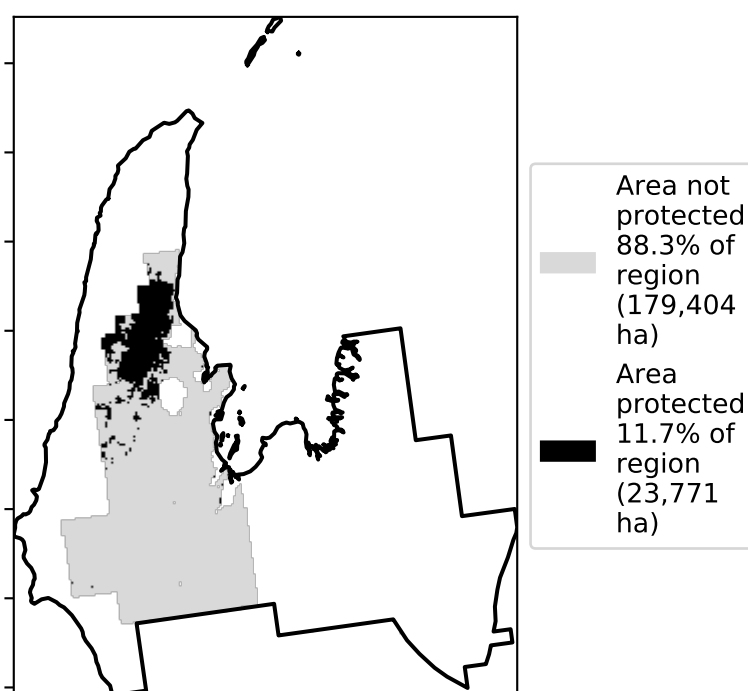 Area not
protected
88.3% of
region
(179,404
ha)
Area
protected
11.7% of
region
(23,771
ha)